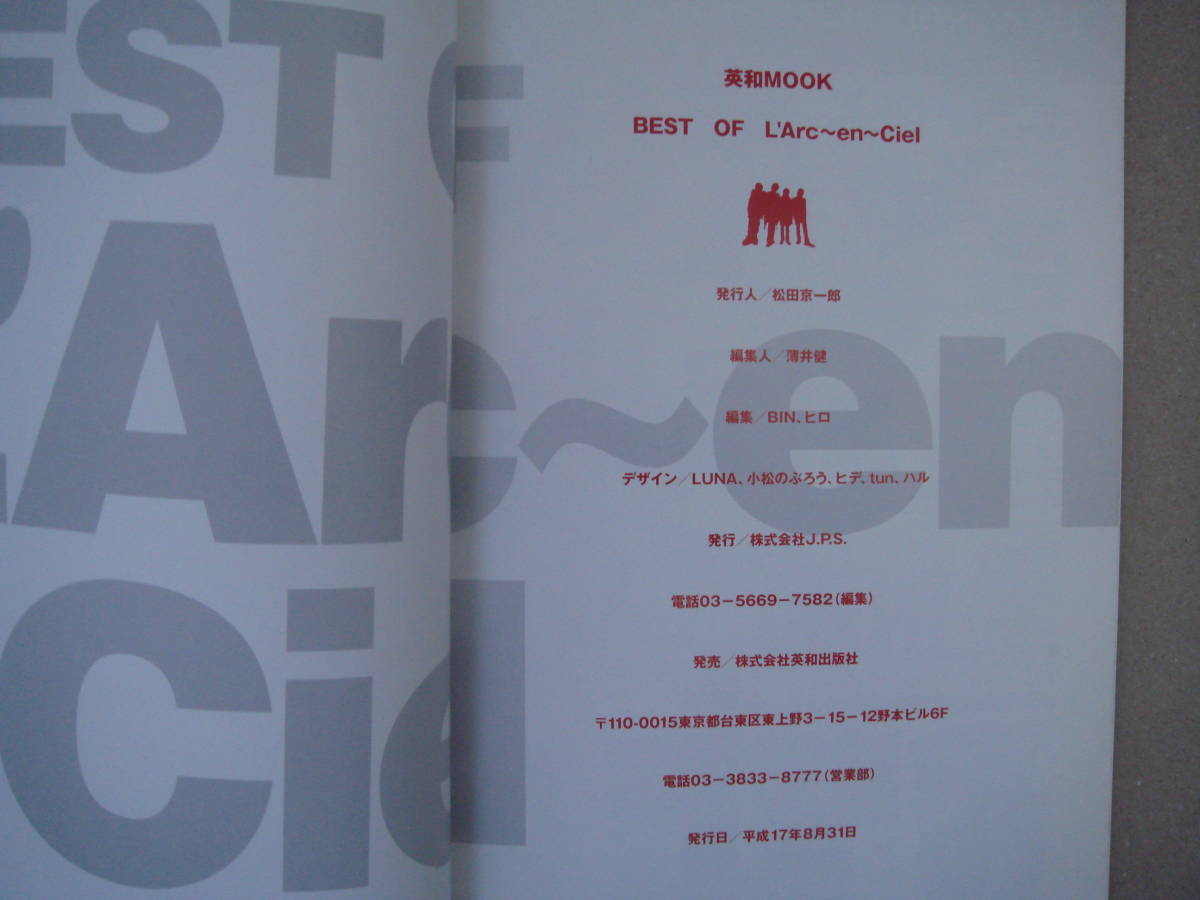 EST
Arc~en
Ciel
英和MOOK
BEST OF L'Arc~en~Ciel
発行人／松田京一郎
編集人／薄井健
編集／BIN、ヒロ
デザイン／LUNA、小松のぶろう、ヒデ、tun、ハル
発行／株式会社J.P.S.
電話03－5669－7582（編集）
発売／株式会社英和出版社
〒110-0015東京都台東区東上野3－15－12野本ビル6F
電話03－3833－8777（営業部）
発行日／平成17年8月31日